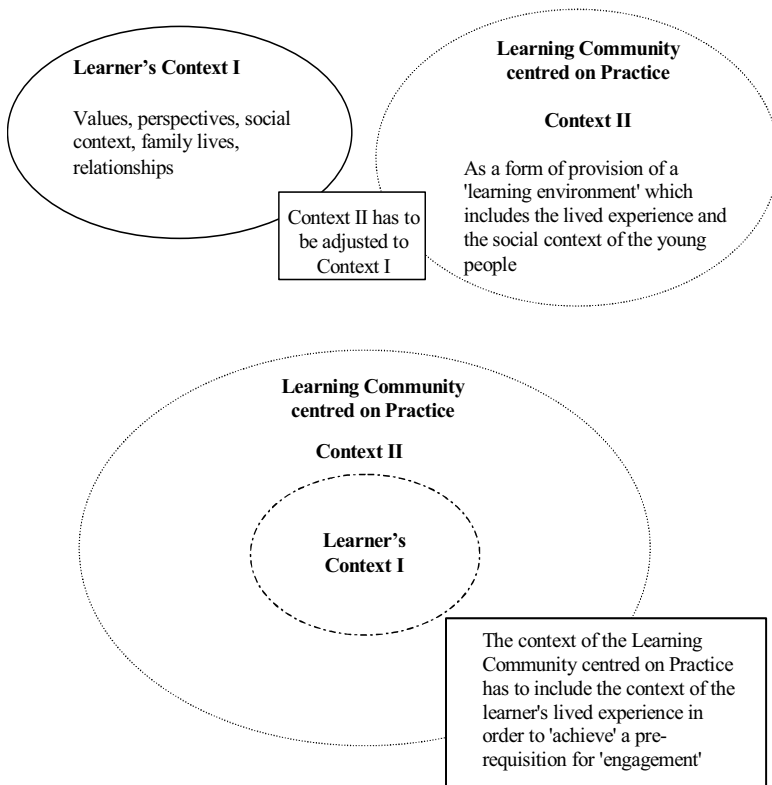 Learner’s Context I
Values, perspectives, social
context, family lives,
relationships
Learning Community
centred on Practice
Context II
As a form of provision of a
'learning environment' which
includes the lived experience and
the social context of the young
people
Context II has to
be adjusted to
Context I
Learning Community
centred on Practice
Context II
Learner’s
Context I
The context of the Learning
Community centred on Practice
has to include the context of the
learner's lived experience in
order to 'achieve' a pre-
requisition for 'engagement'